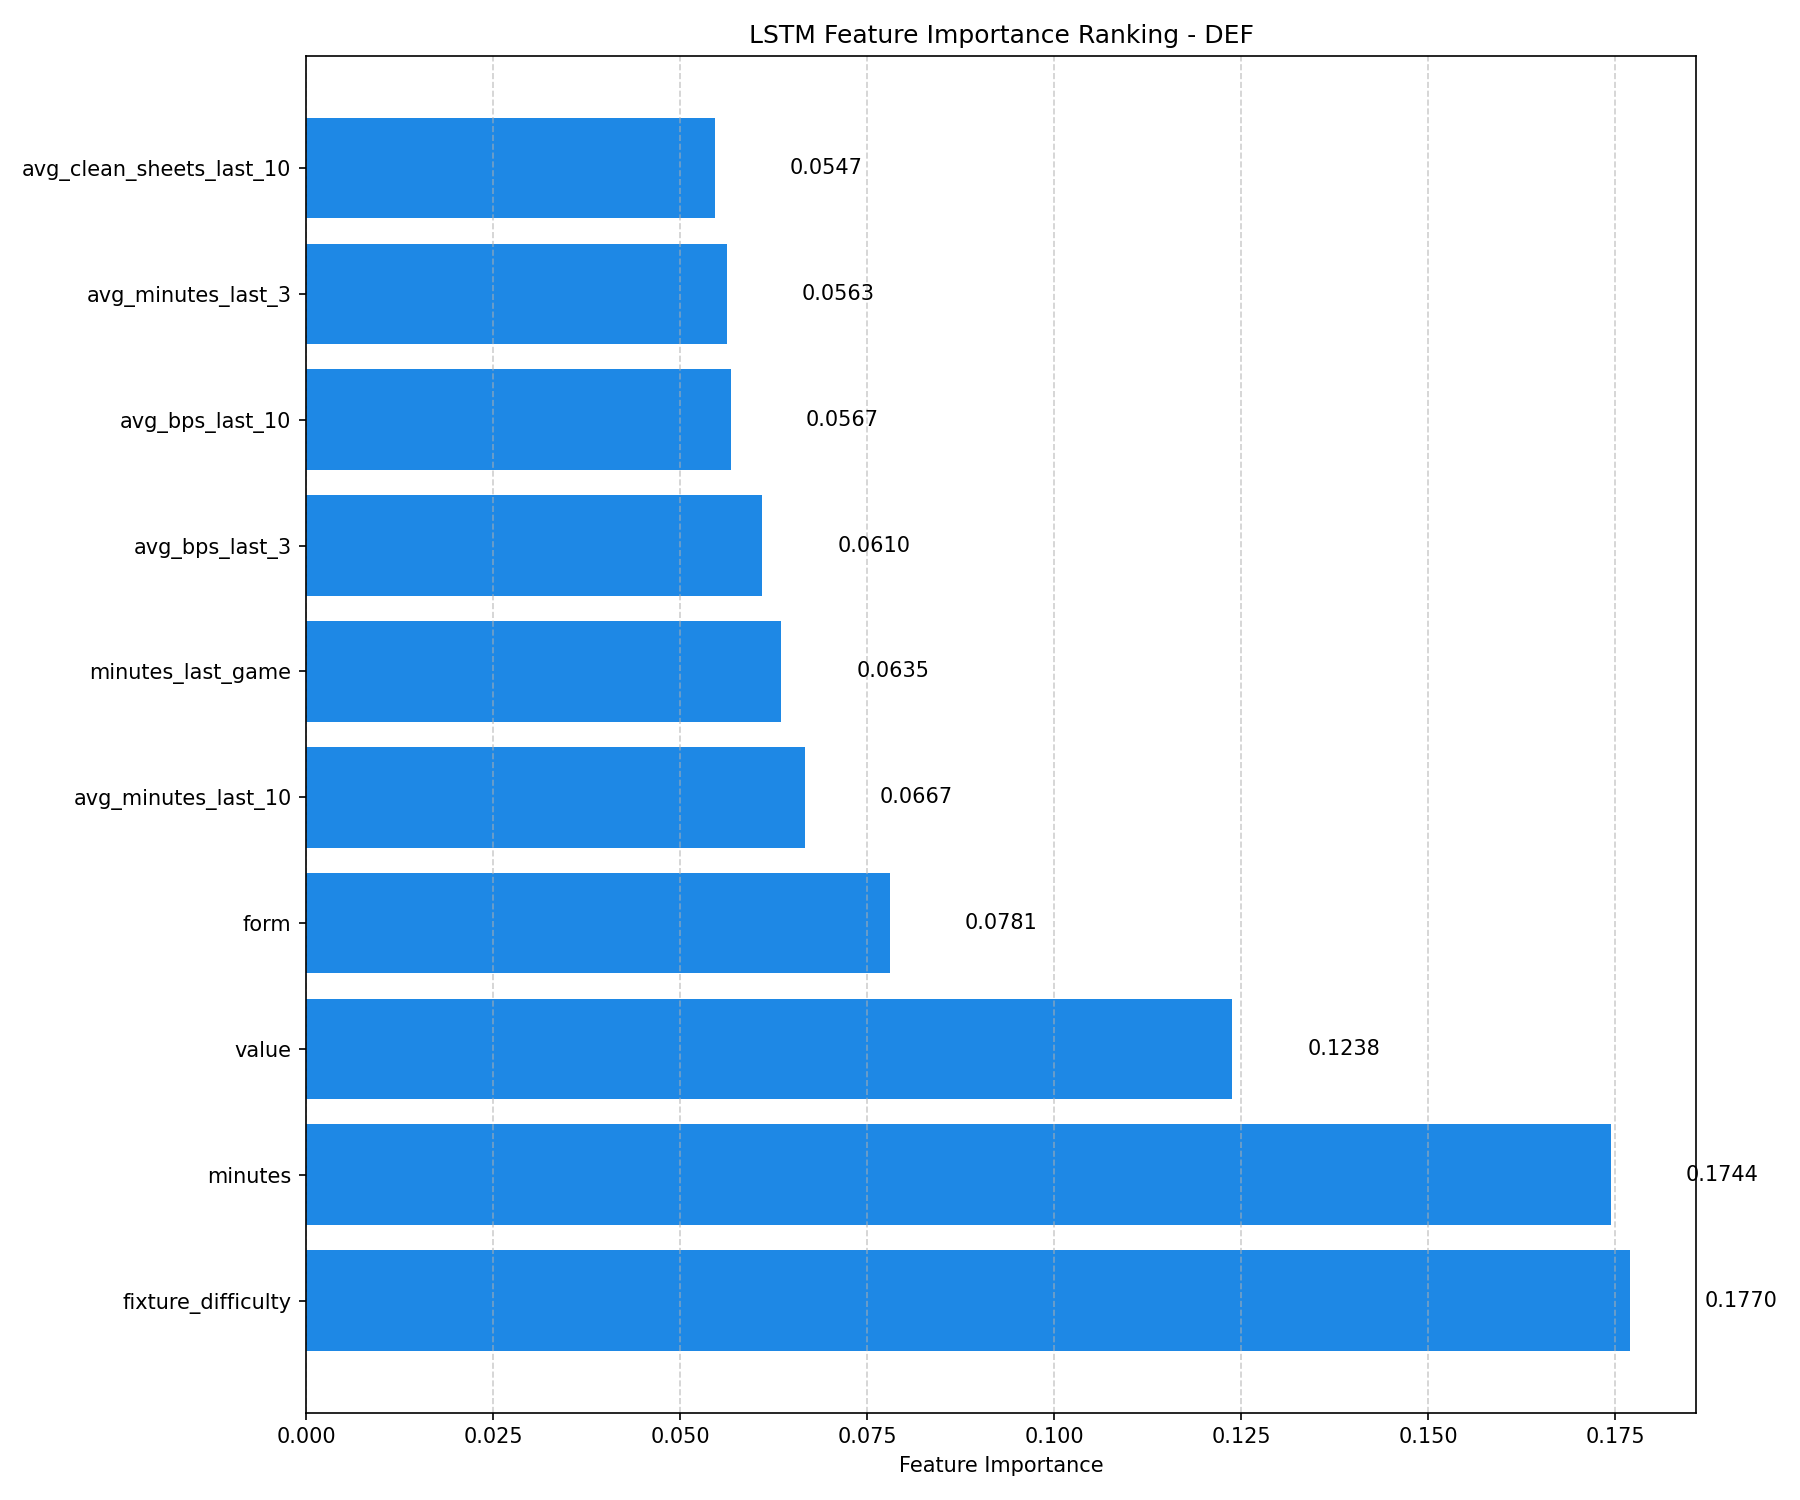 LSTM Feature Importance Ranking - DEF
avg_clean_sheets_last_10 0.0547
avg_minutes_last_3 0.0563
avg_bps_last_10 0.0567
avg_bps_last_3 0.0610
minutes_last_game 0.0635
avg_minutes_last_10 0.0667
form 0.0781
value 0.1238
minutes 0.1744
fixture_difficulty 0.1770
0.000 0.025 0.050 0.075 0.100 0.125 0.150 0.175
Feature Importance